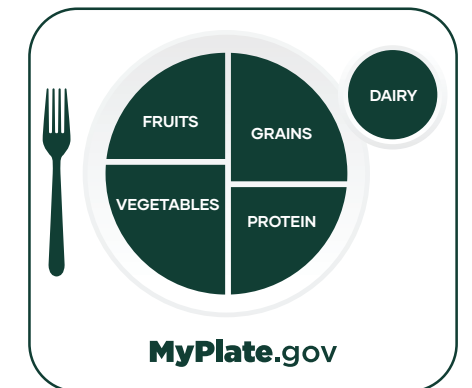 DAIRY
FRUITS
GRAINS
VEGETABLES
PROTEIN
MyPlate.gov